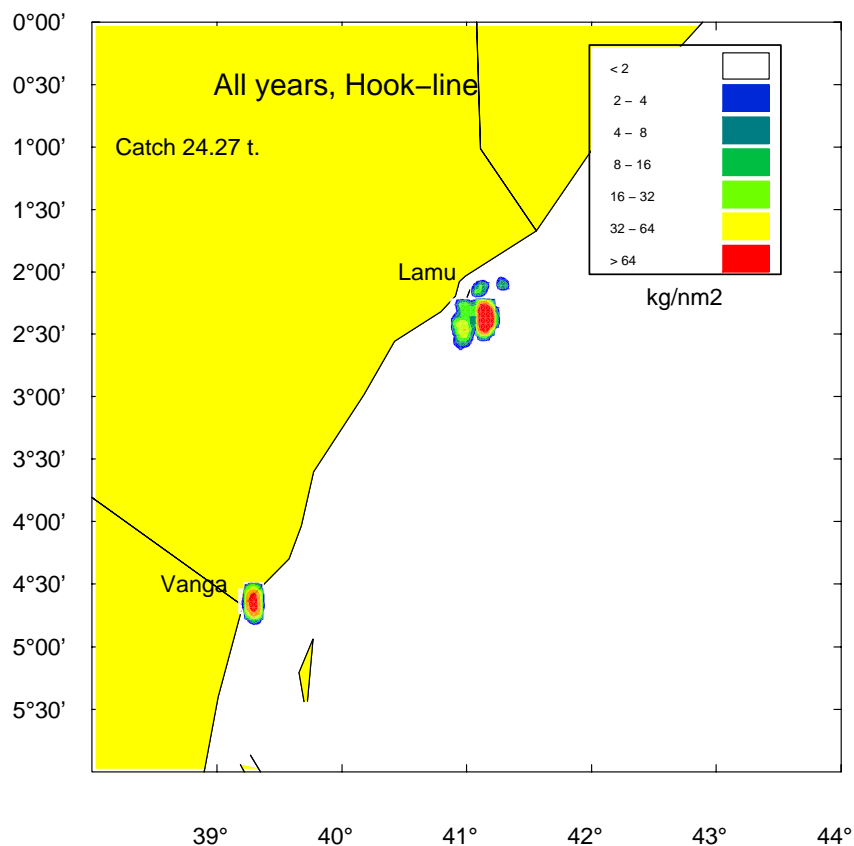 0°00’
0°30’
1°00’
1°30’
2°00’
2°30’
3°00’
3°30’
4°00’
4°30’
5°00’
5°30’
All years, Hook−line
Catch 24.27 t.
Lamu
Vanga
< 2
2 − 4
4 − 8
8 − 16
16 − 32
32 − 64
> 64
kg/nm2
39° 40° 41° 42° 43° 44°